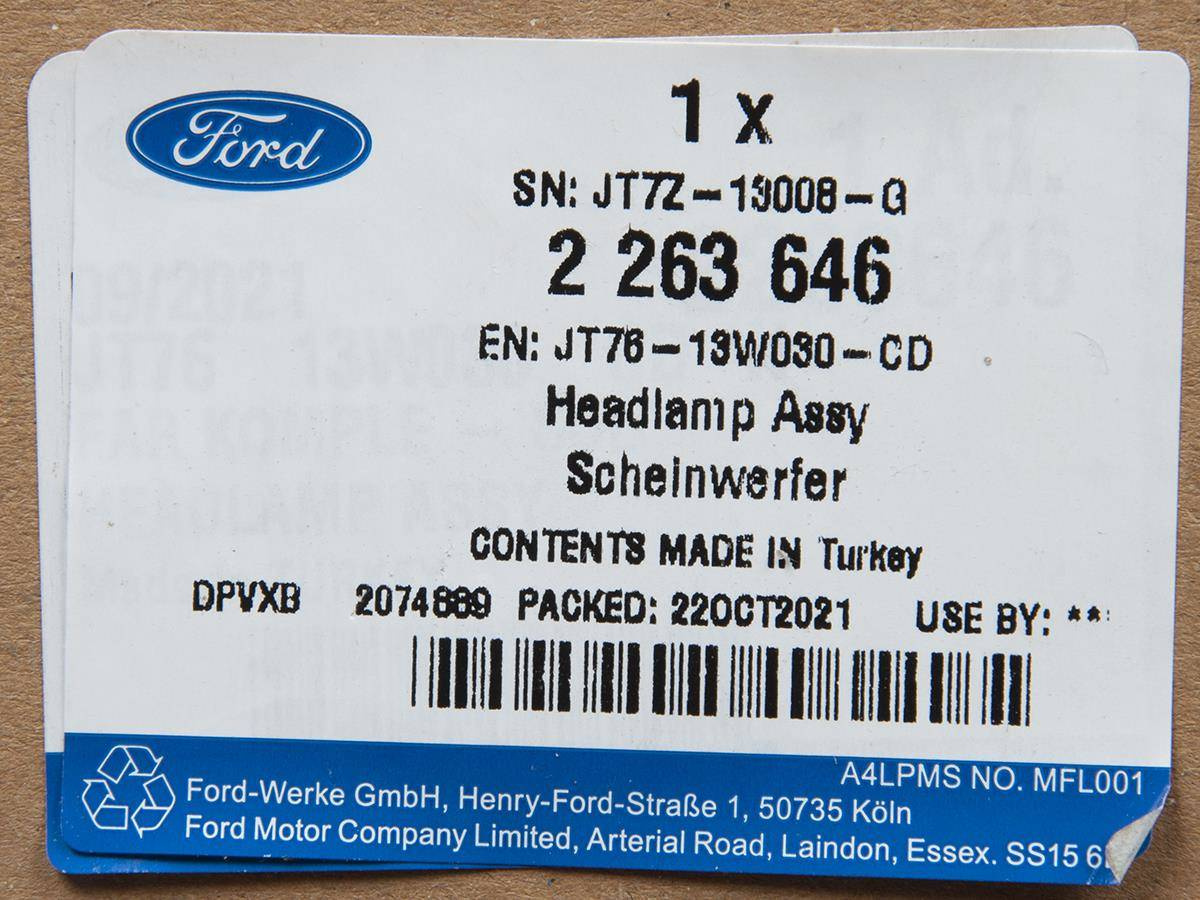 Ford
1 x
SN: JT7Z-13008-G
2 263 646
EN: JT76-13W030-CD
Headlamp Assy
Scheinwerfer
CONTENTS MADE IN Turkey
DPVXB PACKED: 22OCT2021 USE BY: **
A4LPMS NO. MFL001
Ford-Werke GmbH, Henry-Ford-Straße 1, 50735 Köln
Ford Motor Company Limited, Arterial Road, Laindon, Essex. SS15